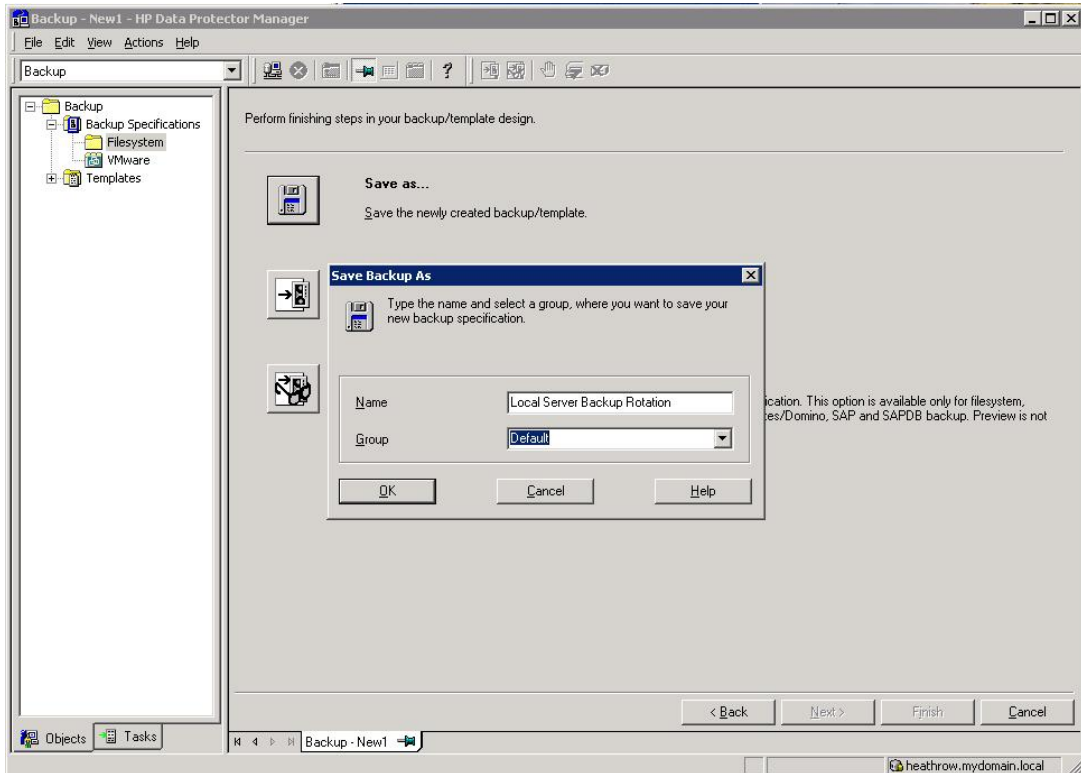 Backup - New1 - HP Data Protector Manager
File Edit View Actions Help
Backup
Backup
Backup Specifications
Filesystem
VMware
Templates
Perform finishing steps in your backup/template design.
Save as...
Save the newly created backup/template.
Save Backup As
Type the name and select a group, where you want to save your
new backup specification.
Name Local Server Backup Rotation
Group Default
OK Cancel Help
ication. This option is available only for filesystem,
es/Domino, SAP and SAPDB backup. Preview is not
< Back Next > Finish Cancel
Objects Tasks
Backup - New1
heathrow.mydomain.local